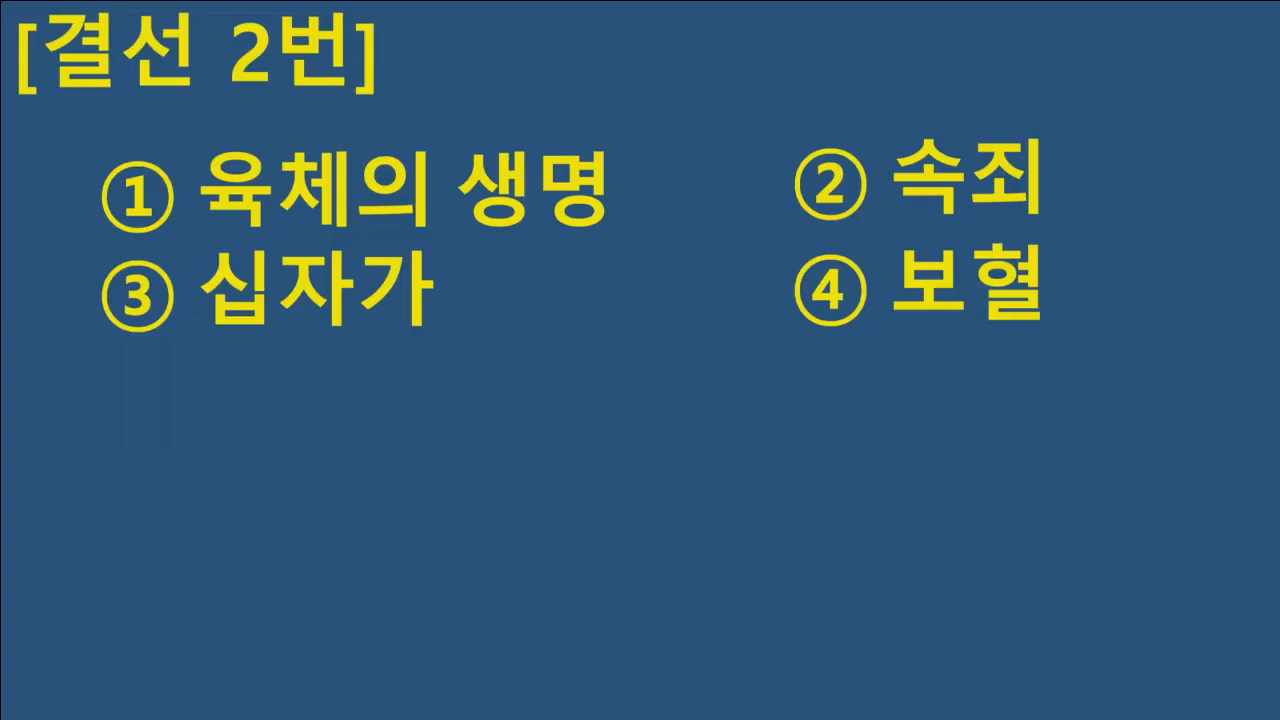 [결선 2번]
① 육체의 생명 ② 속죄
③ 십자가 ④ 보혈